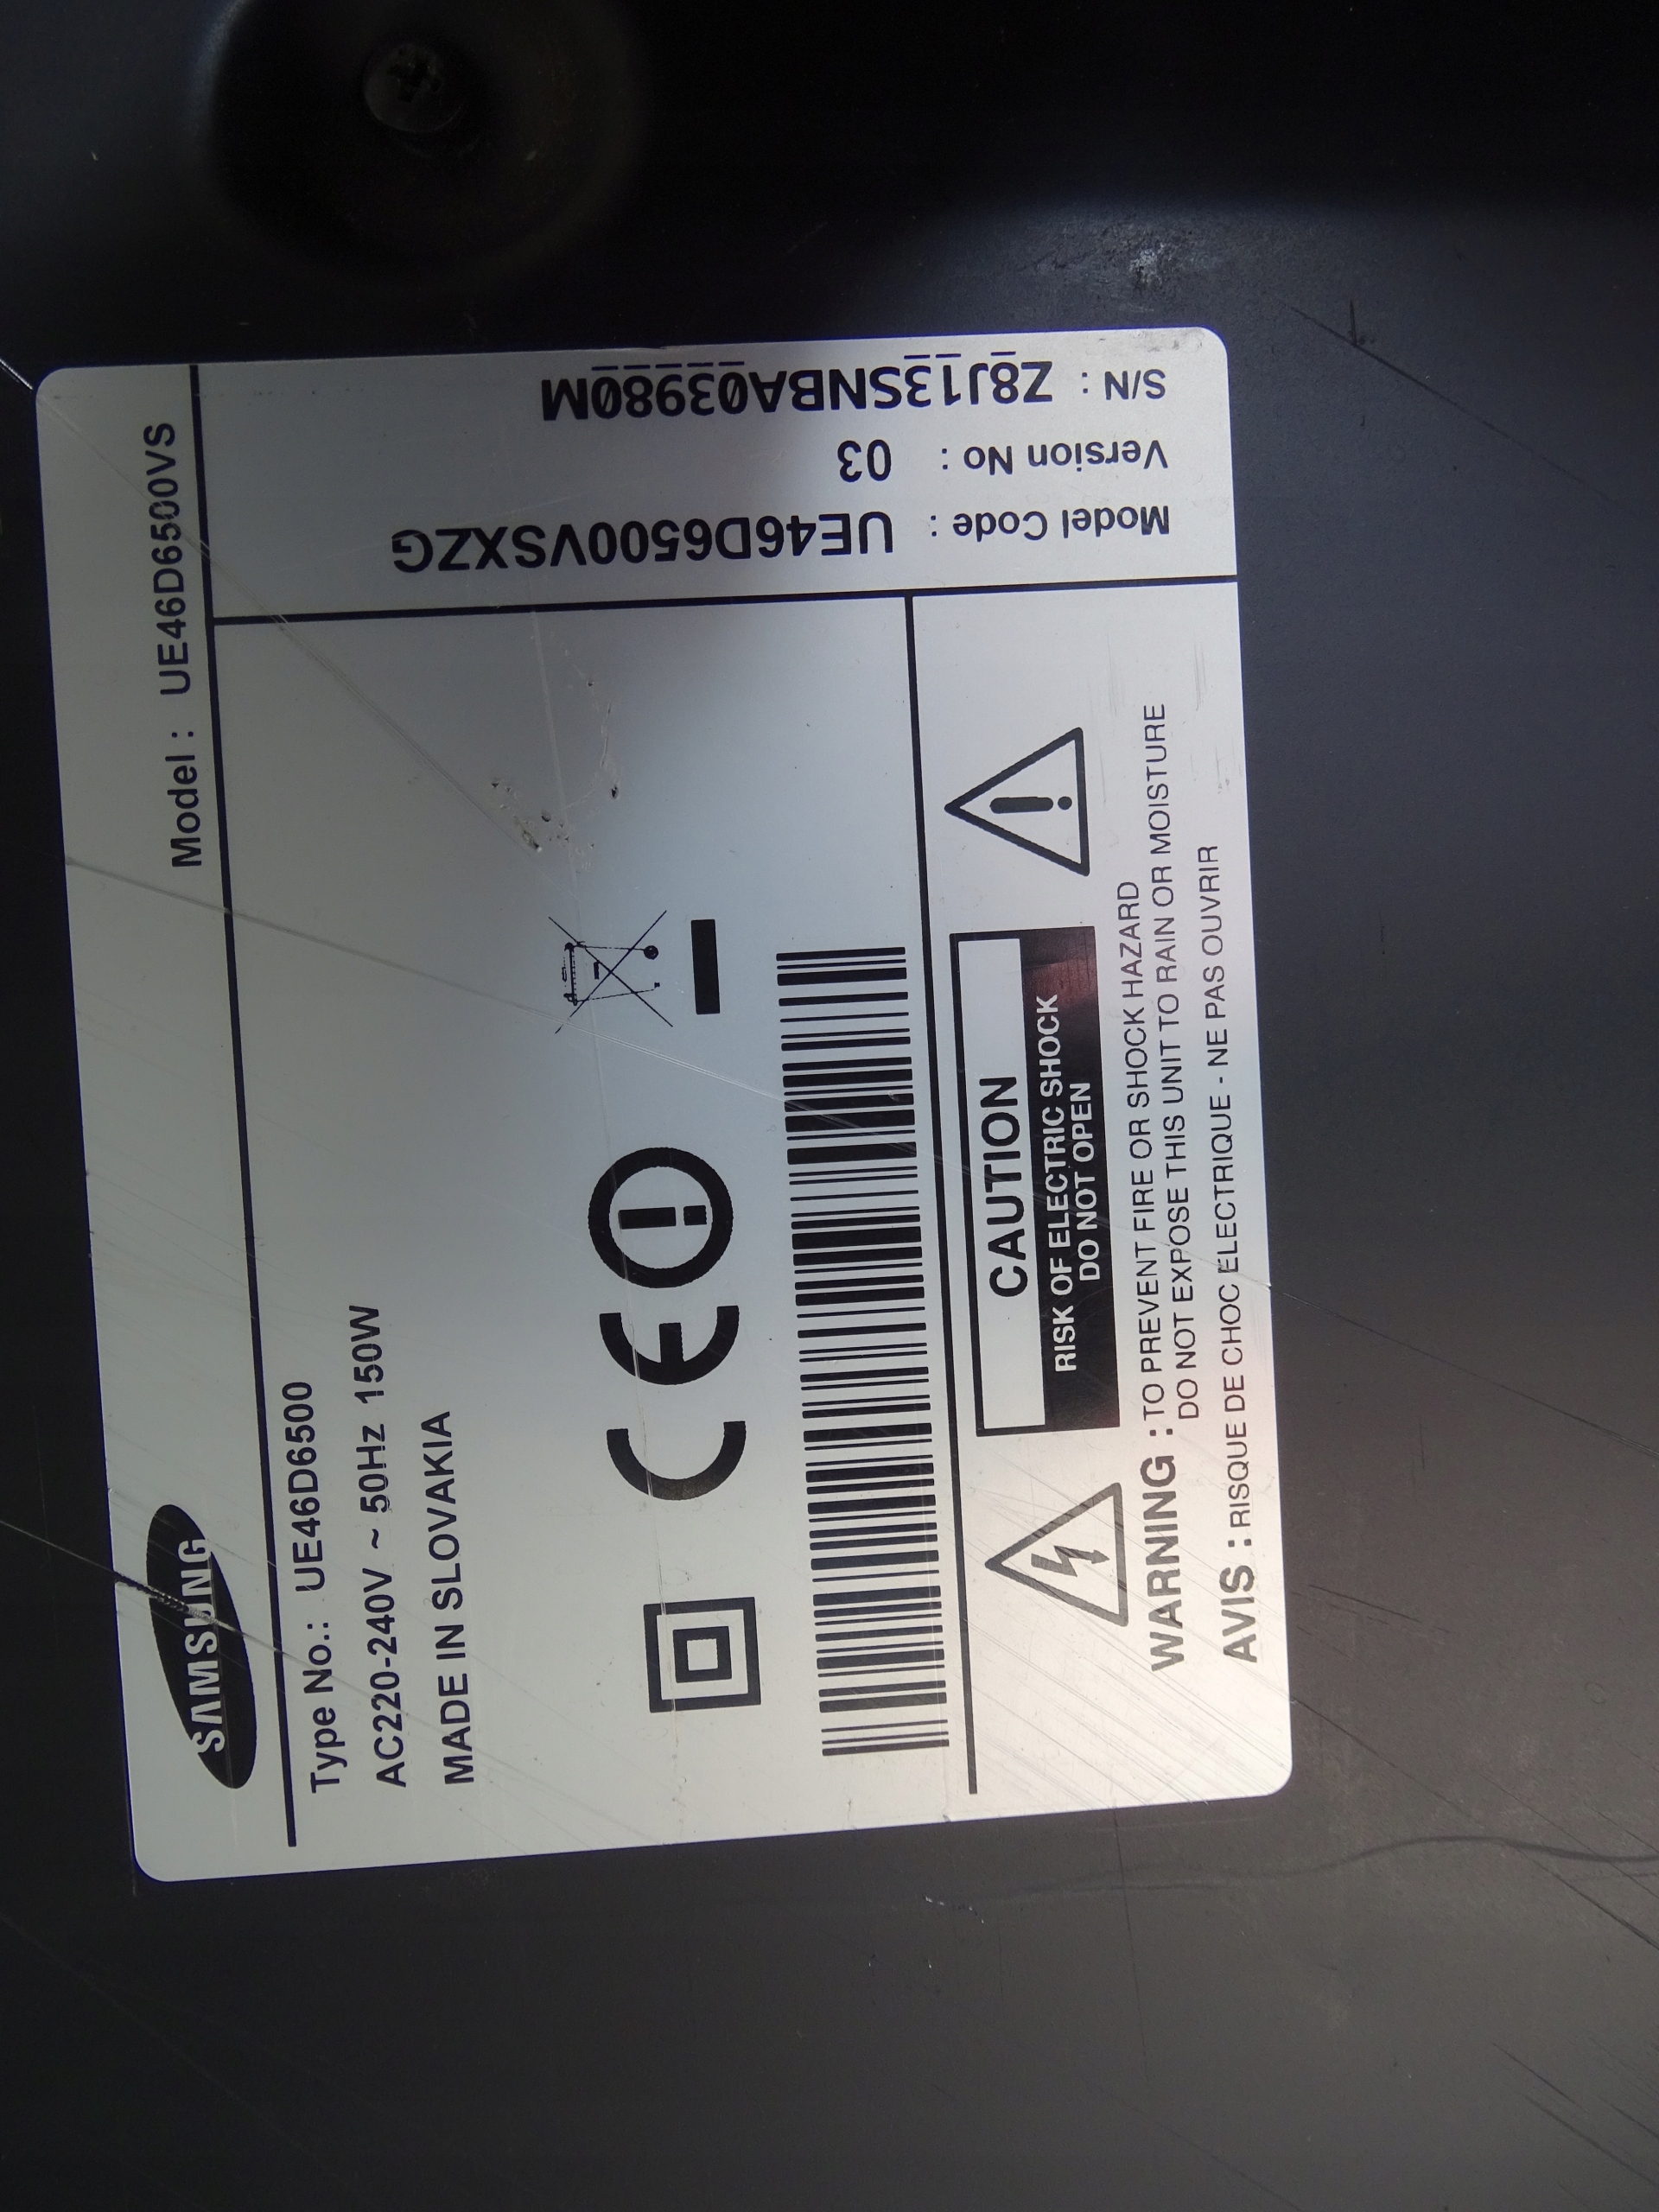 SAMSUNG
Model : UE46D6500VS
Type No.: UE46D6500
AC220-240V ~ 50Hz 150W
MADE IN SLOVAKIA
CE
CAUTION
RISK OF ELECTRIC SHOCK
DO NOT OPEN
WARNING : TO PREVENT FIRE OR SHOCK HAZARD
DO NOT EXPOSE THIS UNIT TO RAIN OR MOISTURE
AVIS : RISQUE DE CHOC ELECTRIQUE - NE PAS OUVRIR
Model Code : UE46D6500VSXZG
Version No : 03
S/N : Z8J13SNBA03980M